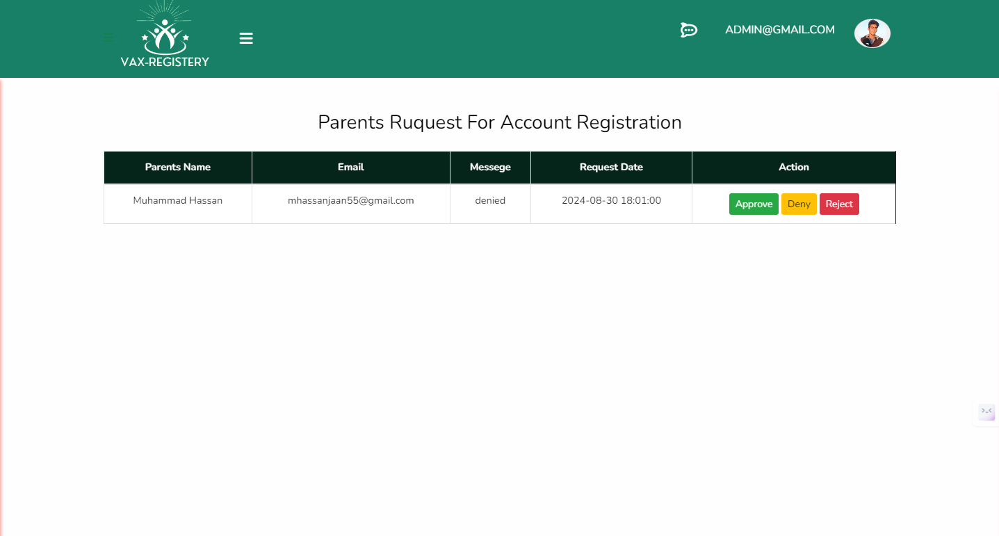 VAX-REGISTERY
ADMIN@GMAIL.COM
Parents Ruquest For Account Registration
Parents Name Email Messege Request Date Action
Muhammad Hassan mhassanjaan55@gmail.com denied 2024-08-30 18:01:00 Approve Deny Reject